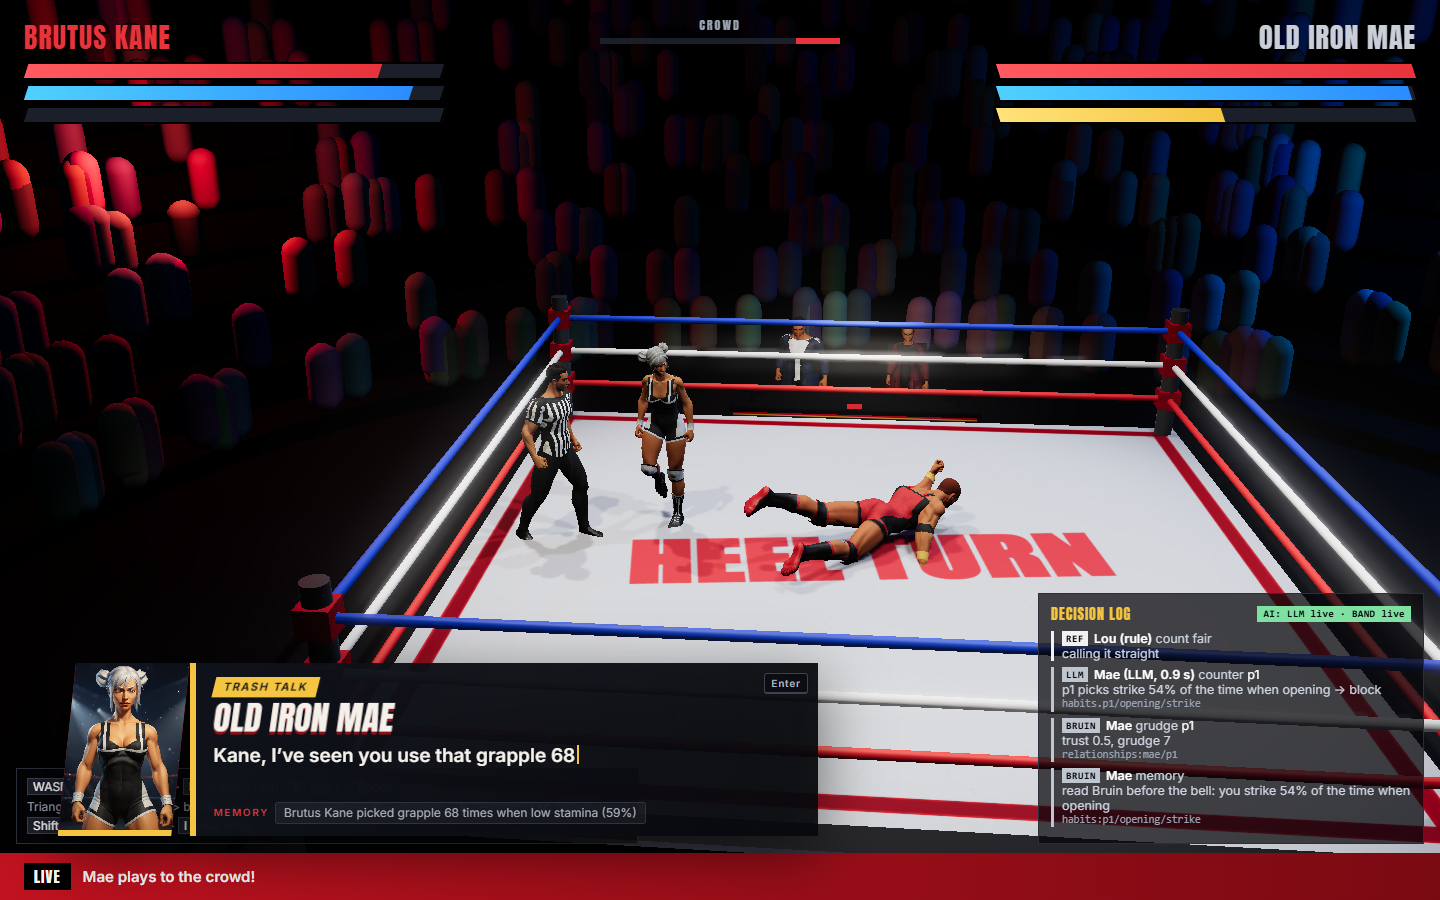 BRUTUS KANE
CROWD
OLD IRON MAE
HEEL TURN
DECISION LOG
AI: LLM live · BAND live
REF Lou (rule) count fair
calling it straight
LLM Mae (LLM, 0.9 s) counter p1
p1 picks strike 54% of the time when opening → block
habits.p1/opening/strike
BRUIN Mae grudge p1
trust 0.5, grudge 7
relationships:mae/p1
BRUIN Mae memory
read Bruin before the bell: you strike 54% of the time when
opening
habits:p1/opening/strike
TRASH TALK
Enter
OLD IRON MAE
Kane, I've seen you use that grapple 68
MEMORY Brutus Kane picked grapple 68 times when low stamina (59%)
Shift
LIVE Mae plays to the crowd!